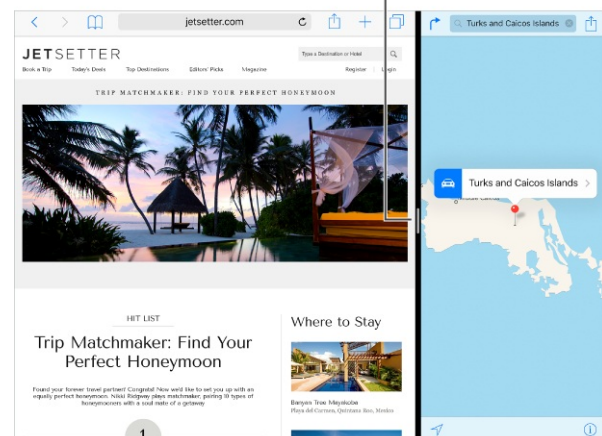 jetsetter.com
Turks and Caicos Islands
JETSETTER
Type a Destination or Hotel
Book a Trip Today's Deals Top Destinations Editors' Picks Magazine Register Login
TRIP MATCHMAKER: FIND YOUR PERFECT HONEYMOON
Turks and Caicos Islands
HIT LIST
Trip Matchmaker: Find Your
Perfect Honeymoon
Found your forever travel partner? Congrats! Now we'd like to set you up with an
equally perfect honeymoon. Nikki Ridgway plays matchmaker, pairing 10 types of
honeymooners with a soul mate of a getaway.
1
Where to Stay
Banyan Tree Mayakoba
Playa del Carmen, Quintana Roo, Mexico